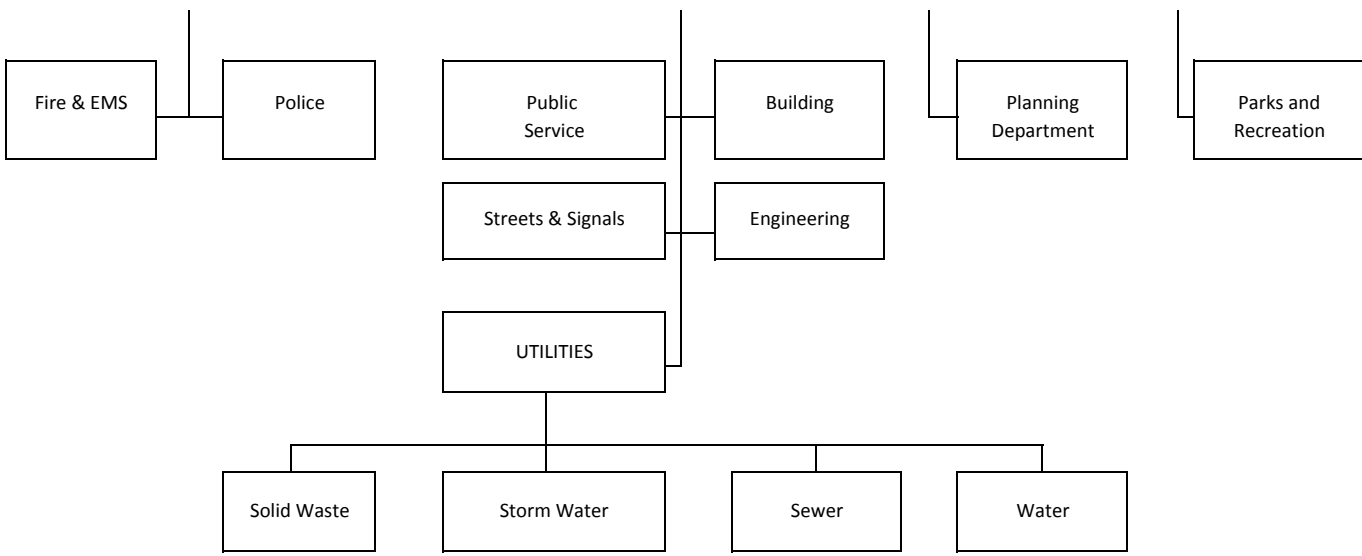 Fire & EMS
Police
Public
Service
Building
Planning
Department
Parks and
Recreation
Streets & Signals
Engineering
UTILITIES
Solid Waste
Storm Water
Sewer
Water